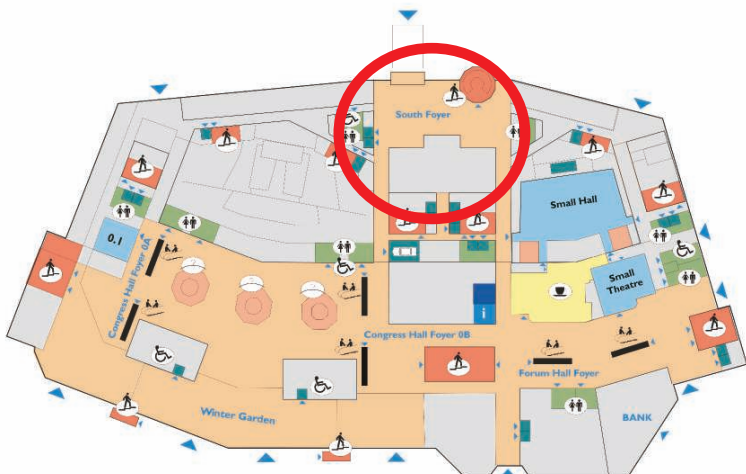 South Foyer
Small Hall
0.1
Congress Hall Foyer 0A
Small
Theatre
i
Congress Hall Foyer 0B
Forum Hall Foyer
Winter Garden
BANK